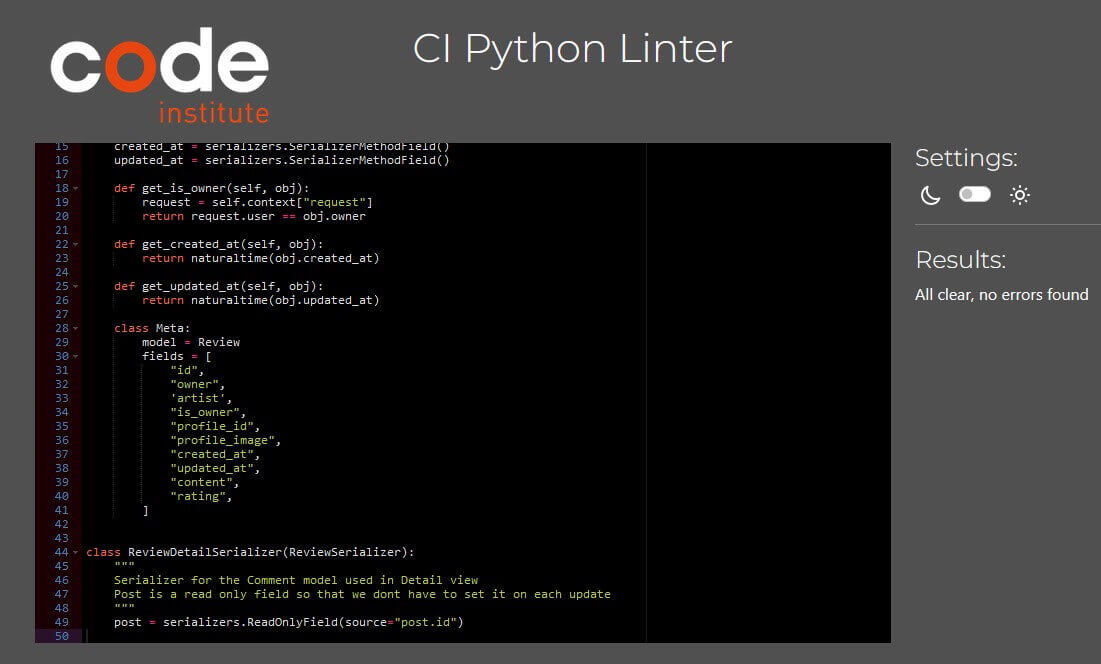 code
institute
CI Python Linter
15 created_at = serializers.SerializerMethodField()
16 updated_at = serializers.SerializerMethodField()
17
18 def get_is_owner(self, obj):
19 request = self.context["request"]
20 return request.user == obj.owner
21
22 def get_created_at(self, obj):
23 return naturaltime(obj.created_at)
24
25 def get_updated_at(self, obj):
26 return naturaltime(obj.updated_at)
27
28 class Meta:
29 model = Review
30 fields = [
31 "id",
32 "owner",
33 'artist',
34 "is_owner",
35 "profile_id",
36 "profile_image",
37 "created_at",
38 "updated_at",
39 "content",
40 "rating",
41 ]
42
43
44 class ReviewDetailSerializer(ReviewSerializer):
45 """
46 Serializer for the Comment model used in Detail view
47 Post is a read only field so that we dont have to set it on each update
48 """
49 post = serializers.ReadOnlyField(source="post.id")
50
Settings:
Results:
All clear, no errors found